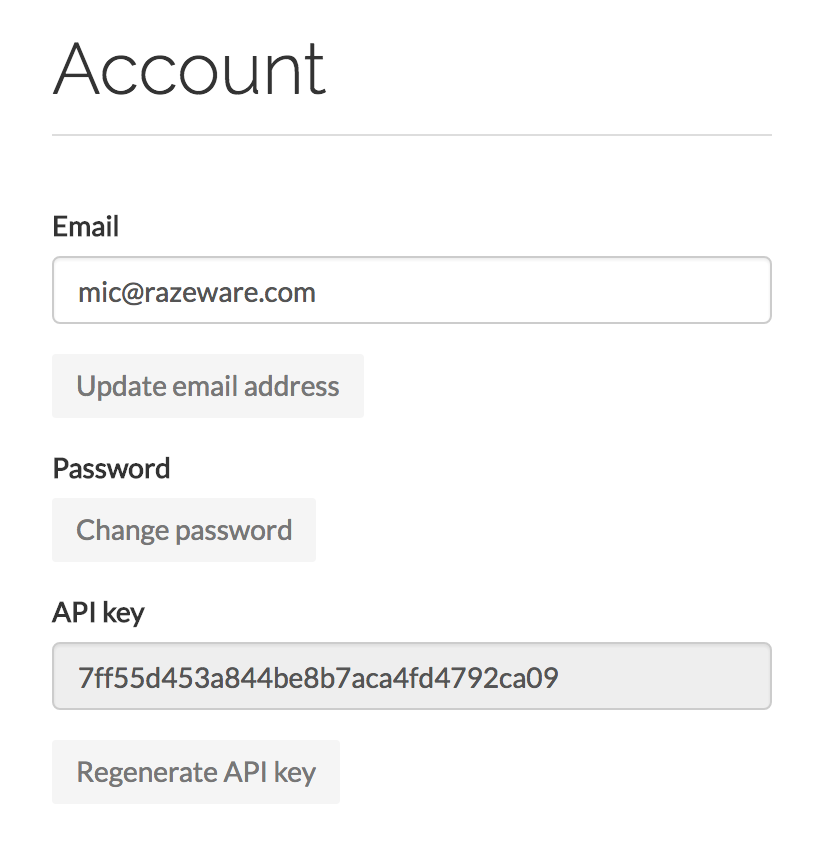 Account
Email
mic@razeware.com
Update email address
Password
Change password
API key
7ff55d453a844be8b7aca4fd4792ca09
Regenerate API key